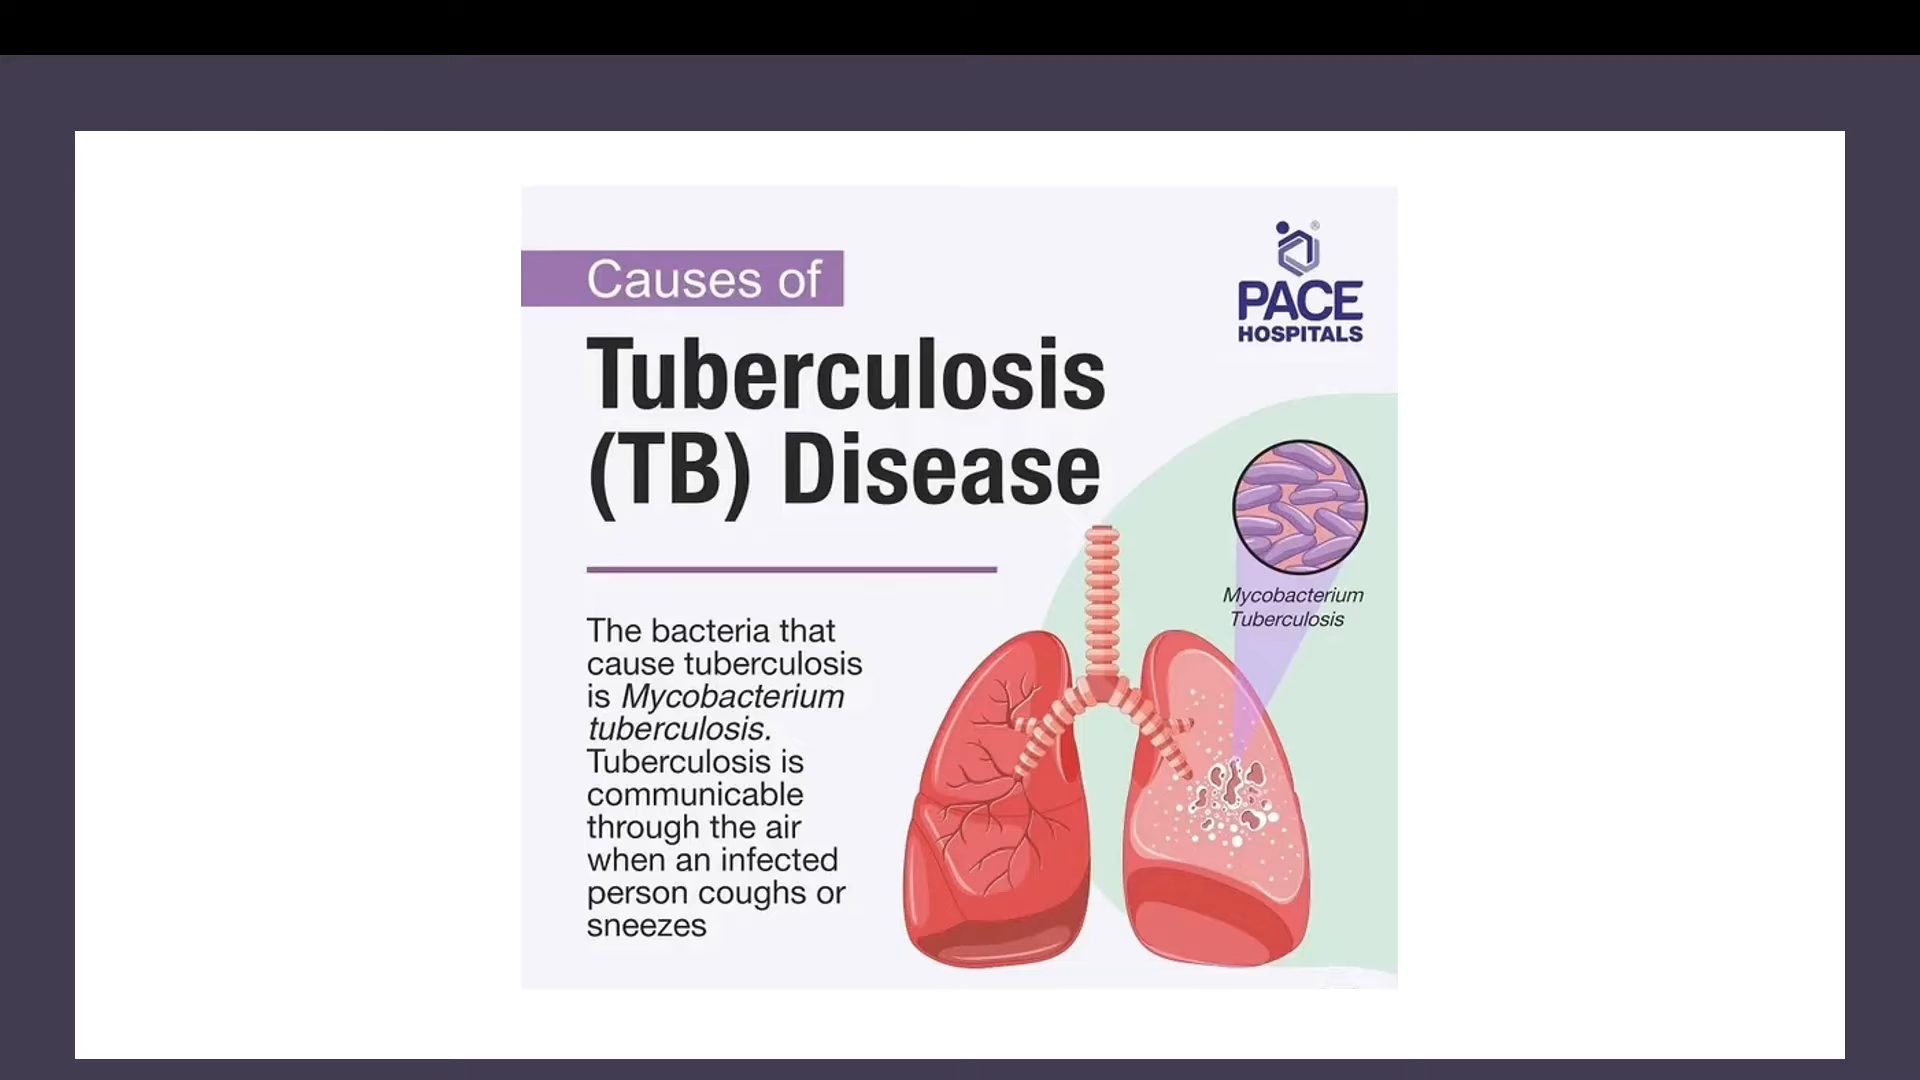 Causes of
Tuberculosis
(TB) Disease
PACE
HOSPITALS
®
Mycobacterium
Tuberculosis
The bacteria that
cause tuberculosis
is Mycobacterium
tuberculosis.
Tuberculosis is
communicable
through the air
when an infected
person coughs or
sneezes